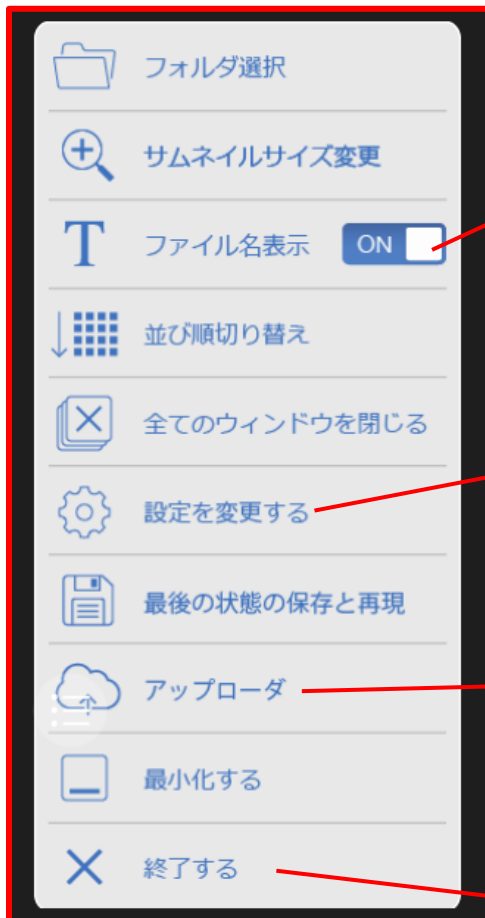 フォルダ選択
サムネイルサイズ変更
T ファイル名表示 ON
並び順切り替え
全てのウィンドウを閉じる
設定を変更する
最後の状態の保存と再現
アップローダ
最小化する
終了する